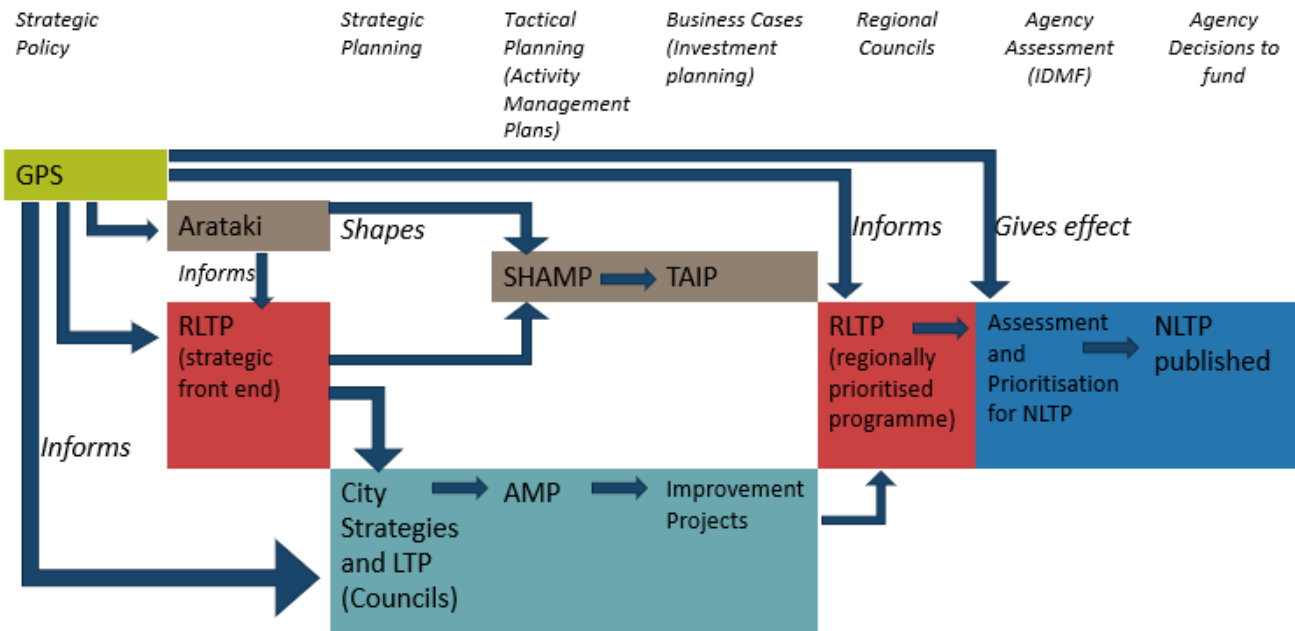 Strategic
Policy
Strategic
Planning
Tactical
Planning
(Activity
Management
Plans)
Business Cases
(Investment
planning)
Regional
Councils
Agency
Assessment
(IDMF)
Agency
Decisions to
fund
GPS
Arataki
Shapes
Informs
Gives effect
Informs
SHAMP
TAIP
RLTP
(strategic
front end)
RLTP
(regionally
prioritised
programme)
Assessment
and
Prioritisation
for NLTP
NLTP
published
Informs
City
Strategies
and LTP
(Councils)
AMP
Improvement
Projects